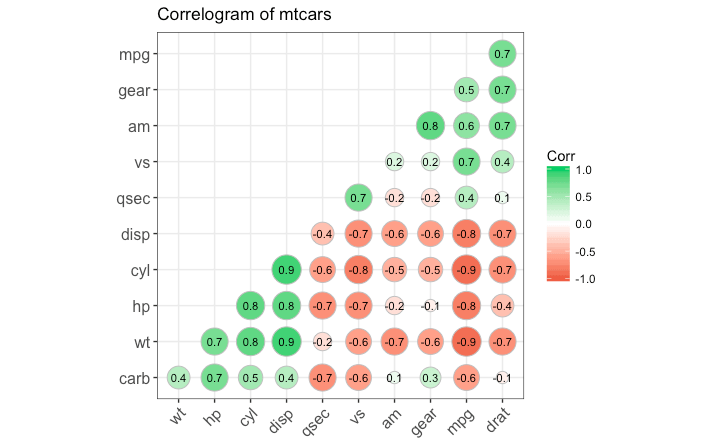 Correlogram of mtcars
mpg 0.7
gear 0.5 0.7
am 0.8 0.6 0.7
vs 0.2 0.2 0.7 0.4
qsec 0.7 -0.2 -0.2 0.4 0.1
disp -0.4 -0.7 -0.6 -0.6 -0.8 -0.7
cyl 0.9 -0.6 -0.8 -0.5 -0.5 -0.9 -0.7
hp 0.8 0.8 -0.7 -0.7 -0.2 -0.1 -0.8 -0.4
wt 0.7 0.8 0.9 -0.2 -0.6 -0.7 -0.6 -0.9 -0.7
carb 0.4 0.7 0.5 0.4 -0.7 -0.6 0.1 0.3 -0.6 -0.1
wt hp cyl disp qsec vs am gear mpg drat
Corr
1.0
0.5
0.0
-0.5
-1.0